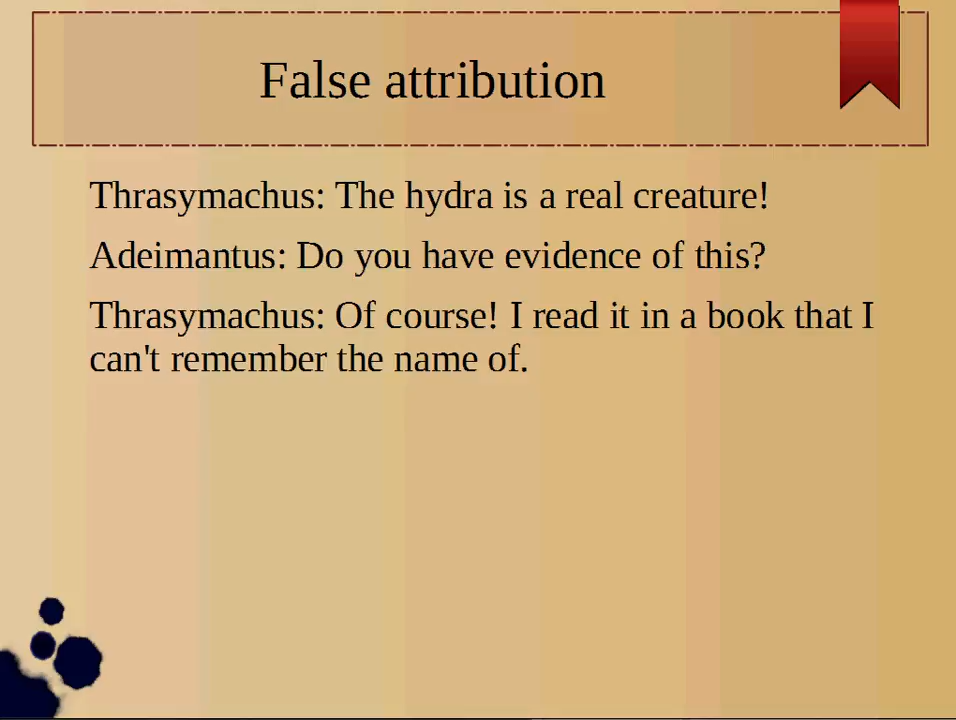 False attribution
Thrasymachus: The hydra is a real creature!
Adeimantus: Do you have evidence of this?
Thrasymachus: Of course! I read it in a book that I
can't remember the name of.